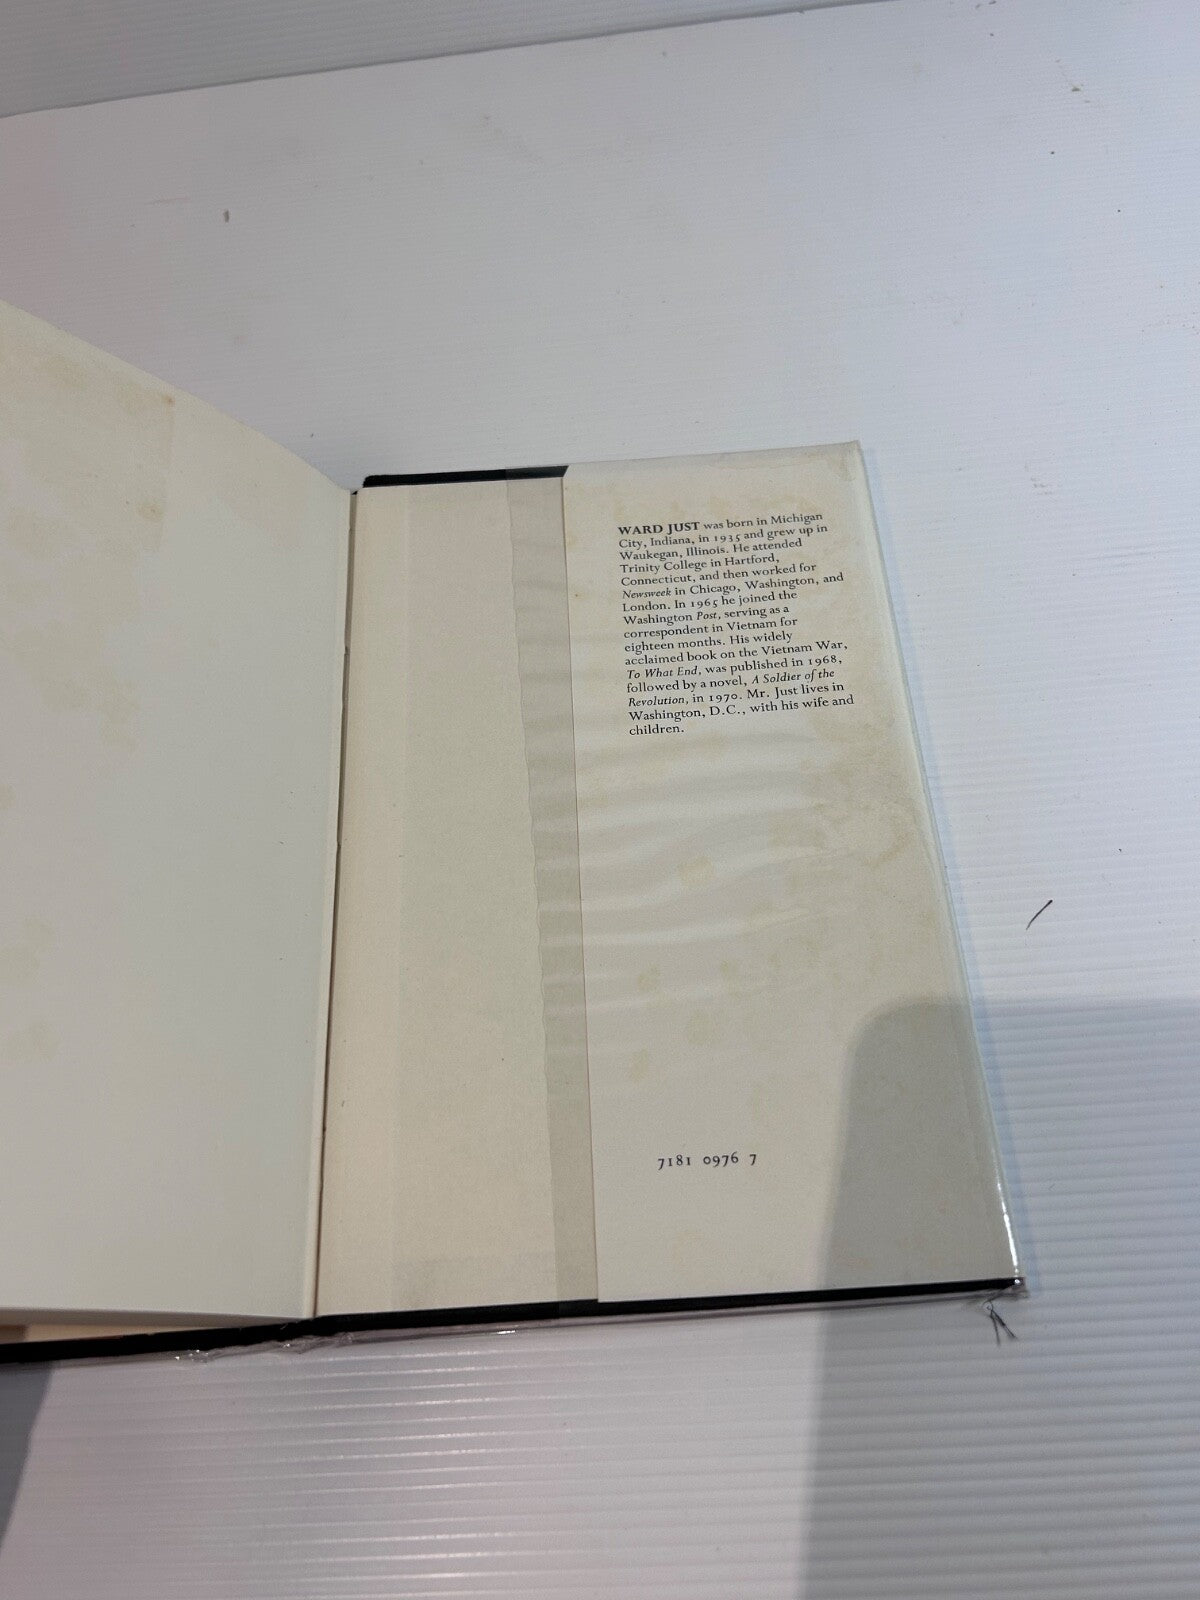 WARD JUST was born in Michigan
City, Indiana, in 1935 and grew up in
Waukegan, Illinois. He attended
Trinity College in Hartford,
Connecticut, and then worked for
Newsweek in Chicago, Washington, and
London. In 1965 he joined the
Washington Post, serving as a
correspondent in Vietnam for
eighteen months. His widely
acclaimed book on the Vietnam War,
To What End, was published in 1968,
followed by a novel, A Soldier of the
Revolution, in 1970. Mr. Just lives in
Washington, D.C., with his wife and
children.
7181 0976 7